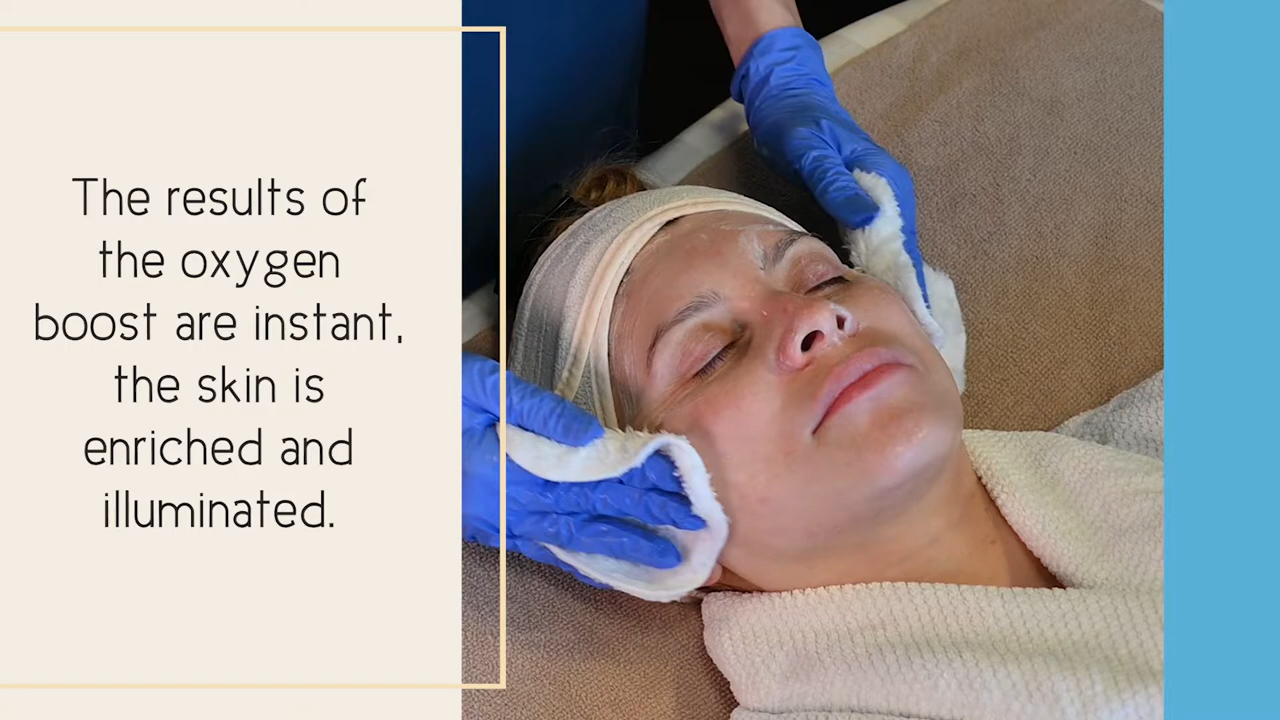 The results of
the oxygen
boost are instant,
the skin is
enriched and
illuminated.